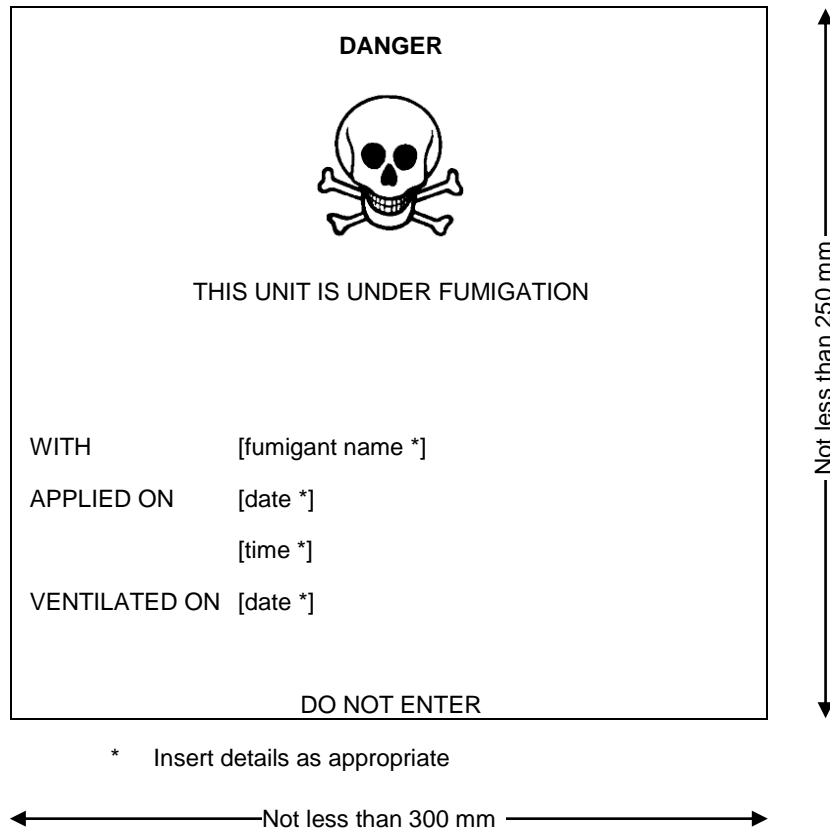 DANGER
THIS UNIT IS UNDER FUMIGATION
WITH [fumigant name *]
APPLIED ON [date *]
[time *]
VENTILATED ON [date *]
DO NOT ENTER
Not less than 250 mm
* Insert details as appropriate
Not less than 300 mm